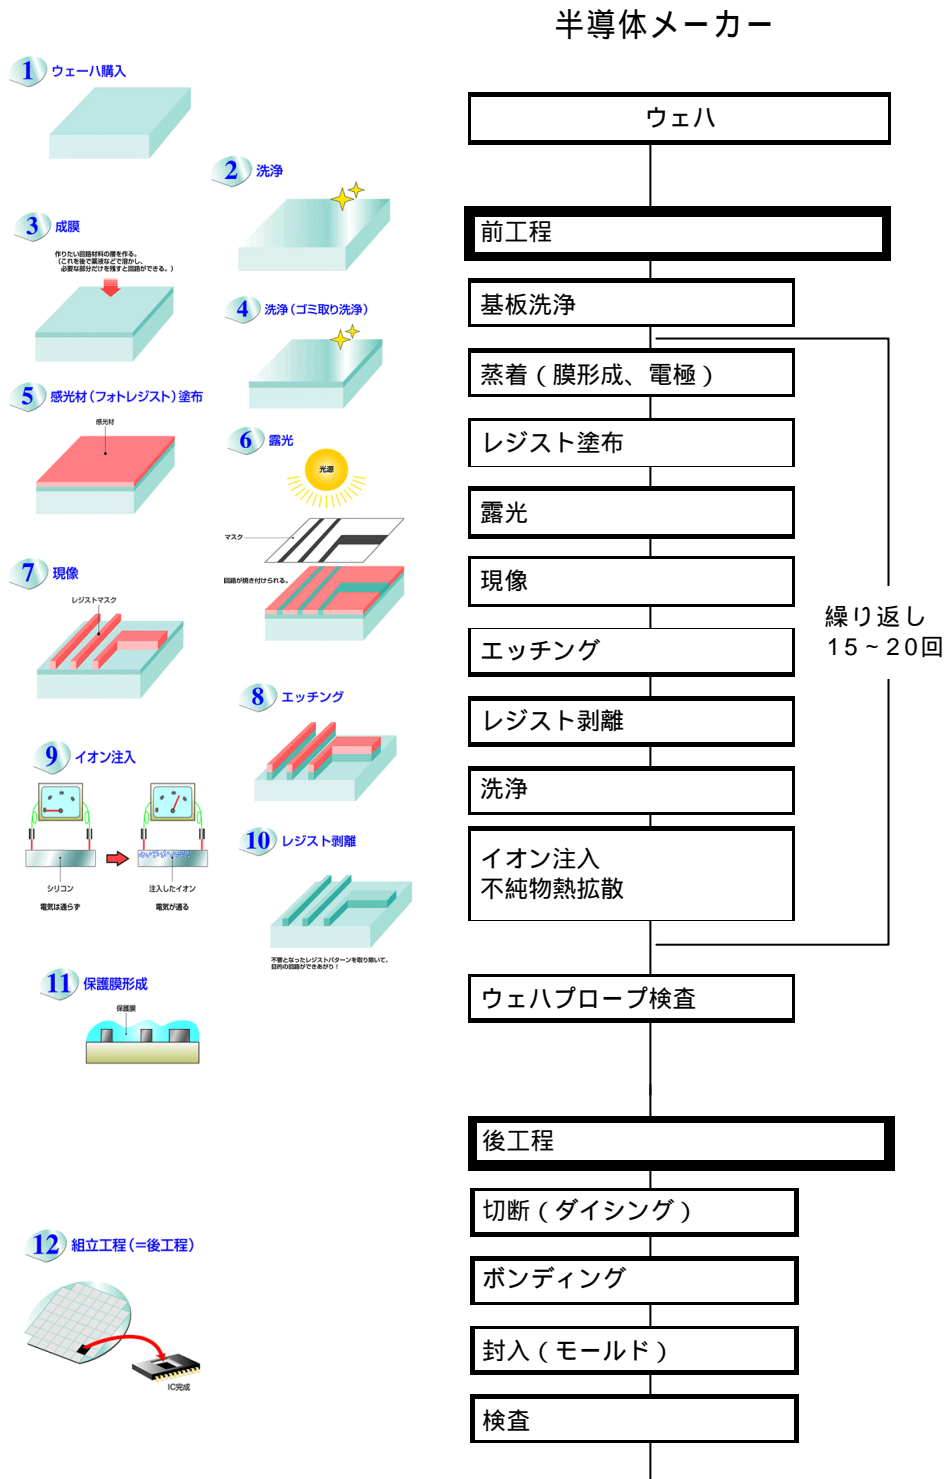 半導体メーカー
1 ウェーハ購入
2 洗浄
3 成膜
作りたい回路材料の層を作る。
(これを後で薬液などで溶かし、
必要な部分だけを残すと回路ができる。)
4 洗浄(ゴミ取り洗浄)
5 感光材(フォトレジスト)塗布
感光材
6 露光
光源
マスク
回路が焼き付けられる。
7 現像
レジストマスク
8 エッチング
9 イオン注入
シリコン
電気は通らず
注入したイオン
電気が通る
10 レジスト剥離
不要となったレジストパターンを取り除いて、
目的の回路ができあがり!
11 保護膜形成
保護膜
12 組立工程(=後工程)
IC完成
ウェハ
前工程
基板洗浄
蒸着(膜形成、電極)
レジスト塗布
露光
現像
エッチング
レジスト剥離
洗浄
イオン注入
不純物熱拡散
繰り返し
15~20回
ウェハプローブ検査
後工程
切断(ダイシング)
ボンディング
封入(モールド)
検査